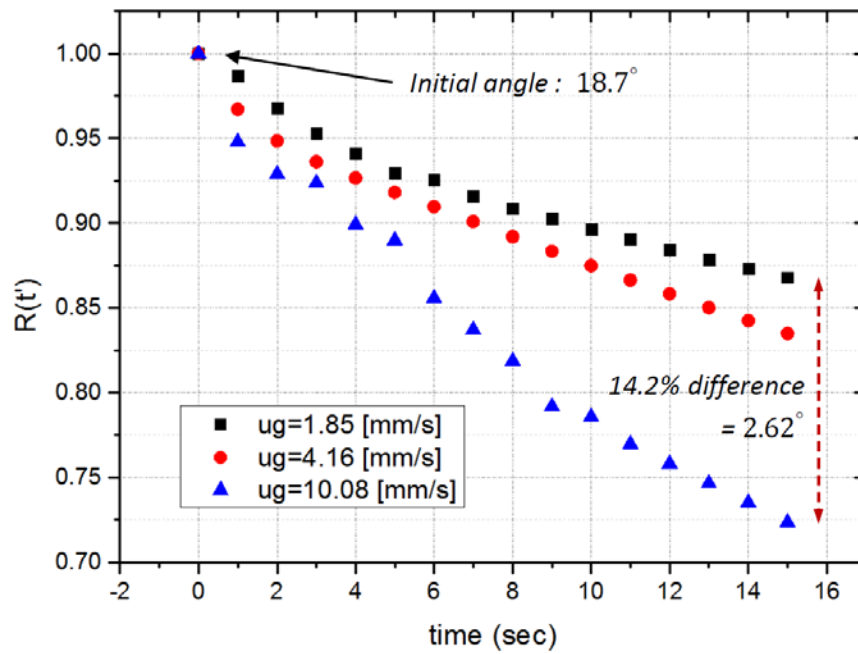 1.00
0.95
0.90
0.85
0.80
0.75
0.70
R(t')
Initial angle : 18.7°
14.2% difference
= 2.62°
ug=1.85 [mm/s]
ug=4.16 [mm/s]
ug=10.08 [mm/s]
-2 0 2 4 6 8 10 12 14 16
time (sec)